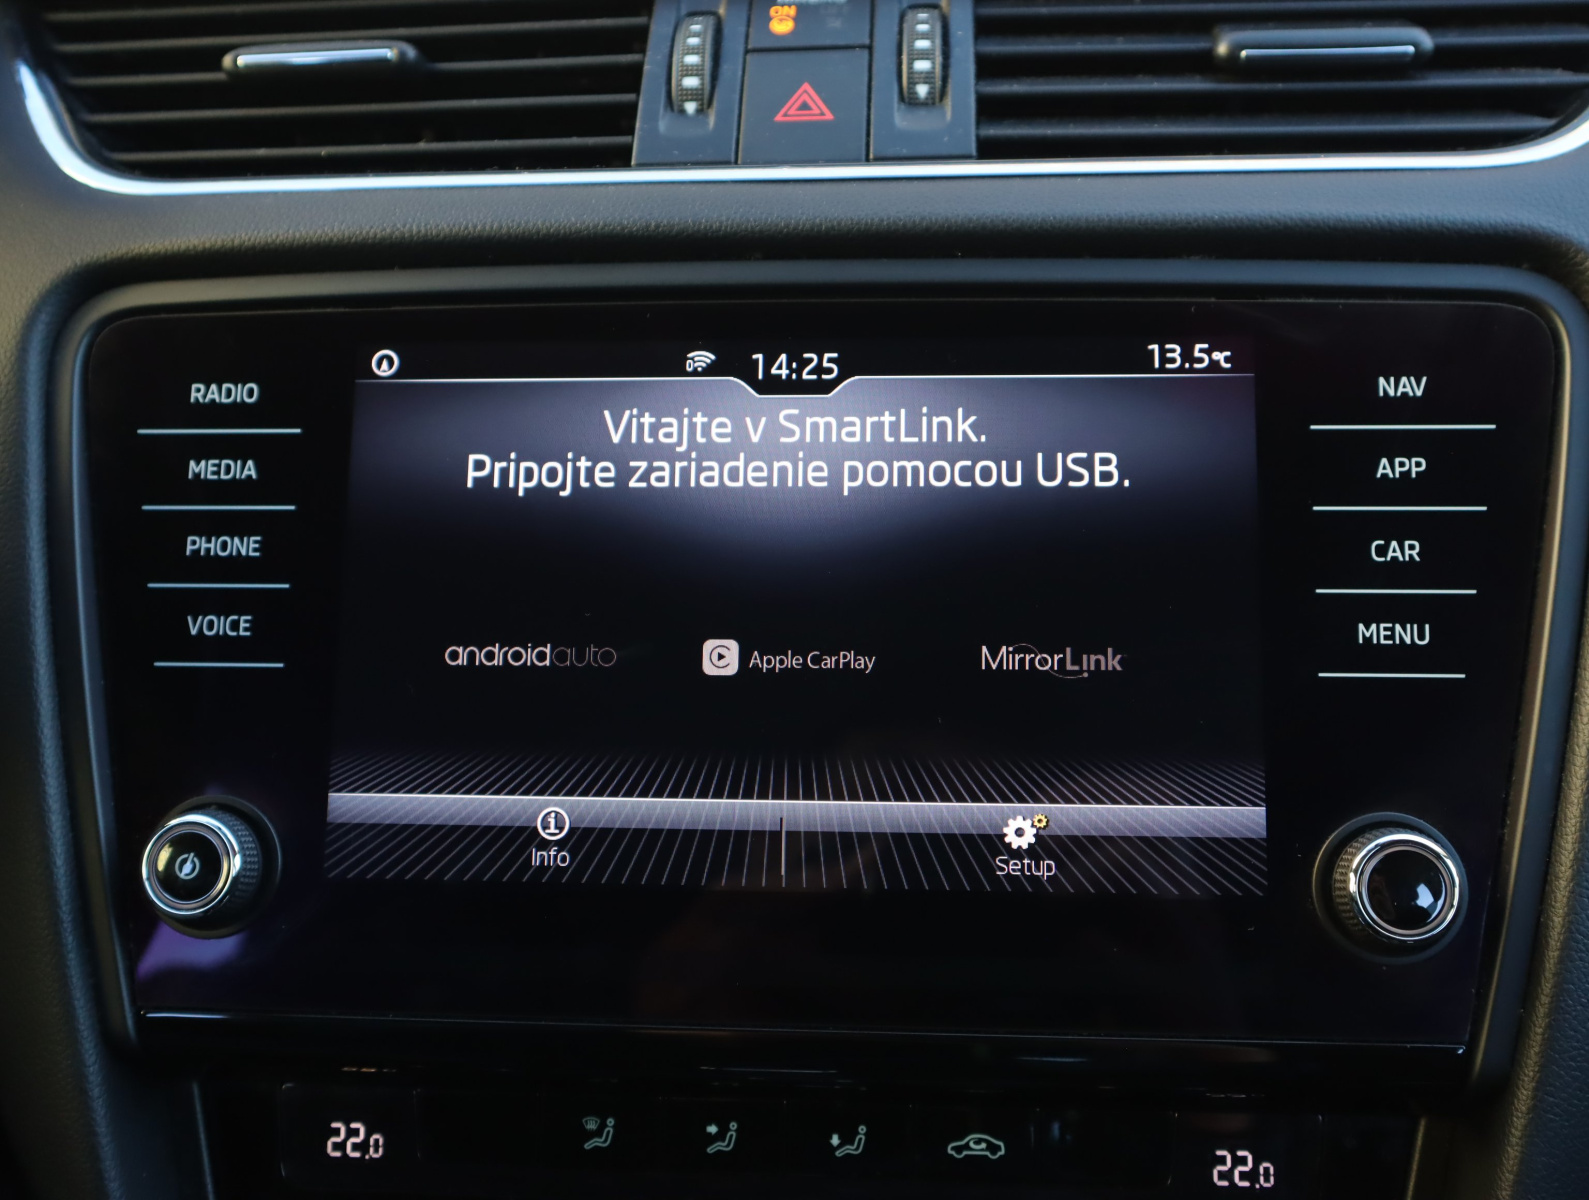 ON
14:25
13.5°C
Vitajte v SmartLink.
Pripojte zariadenie pomocou USB.
RADIO
MEDIA
PHONE
VOICE
NAV
APP
CAR
MENU
androidauto
Apple CarPlay
MirrorLink
Info
Setup
22.0
22.0